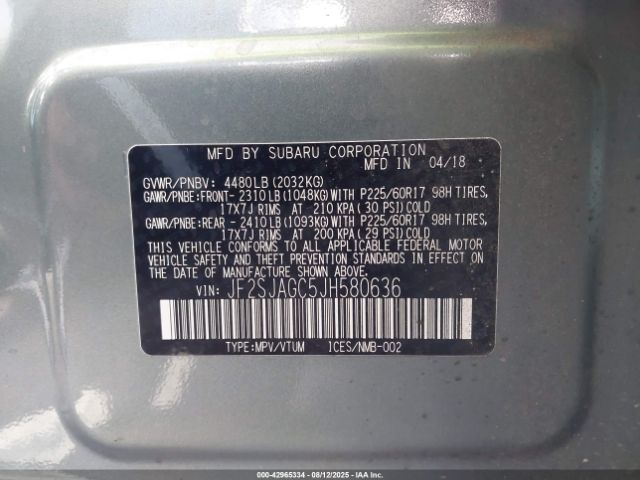 MFD BY SUBARU CORPORATION
MFD IN 04/18
GVWR/PNBV: 4480LB (2032KG)
GAWR/PNBE:FRONT-2310LB(1048KG)WITH P225/60R17 98H TIRES,
17X7J RIMS AT 210 KPA(30 PSI)COLD
GAWR/PNBE:REAR -2410LB(1093KG)WITH P225/60R17 98H TIRES,
17X7J RIMS AT 200 KPA(29 PSI)COLD
THIS VEHICLE CONFORMS TO ALL APPLICABLE FEDERAL MOTOR
VEHICLE SAFETY AND THEFT PREVENTION STANDARDS IN EFFECT
ON THE DATE OF MANUFACTURE SHOWN ABOVE.
VIN: JF2SJAGC5JH580636
TYPE:MPV/VTUM ICES/NMB-002
000-42965334 - 08/12/2025 - IAAI.com